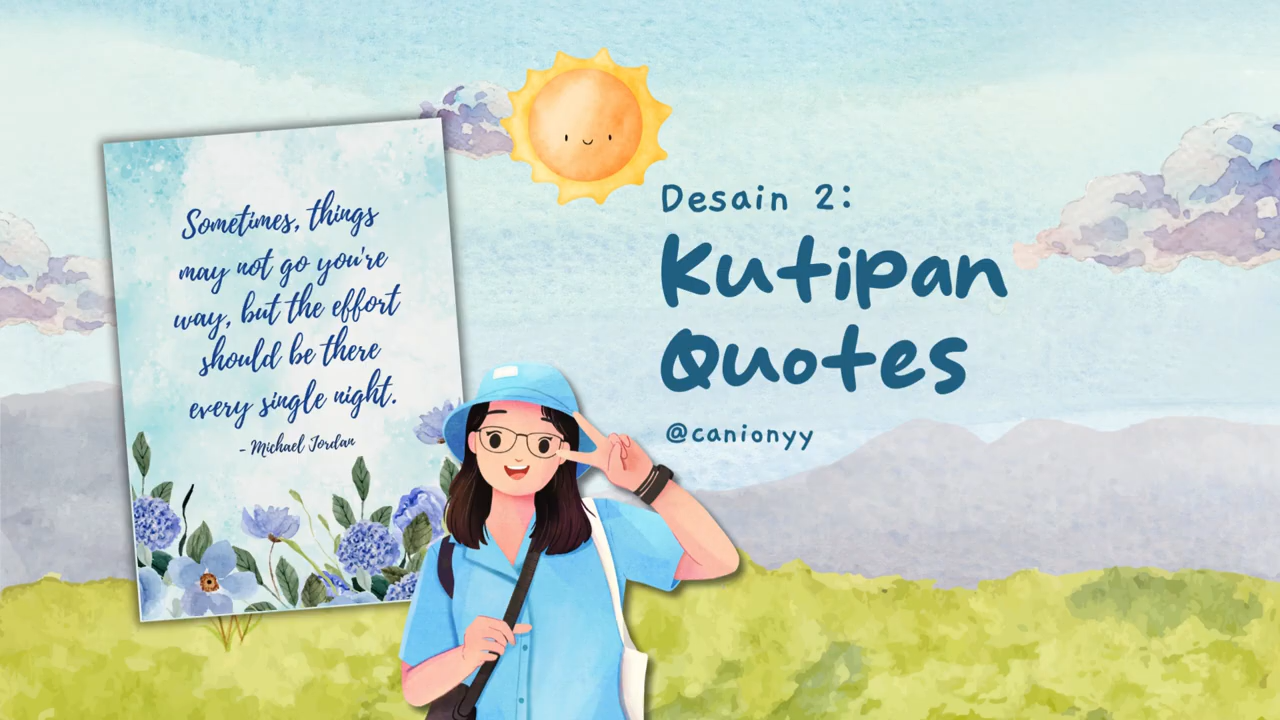 Sometimes, things
may not go you're
way, but the effort
should be there
every single night.
- Michael Jordan
Desain 2:
Kutipan
Quotes
@canionyy